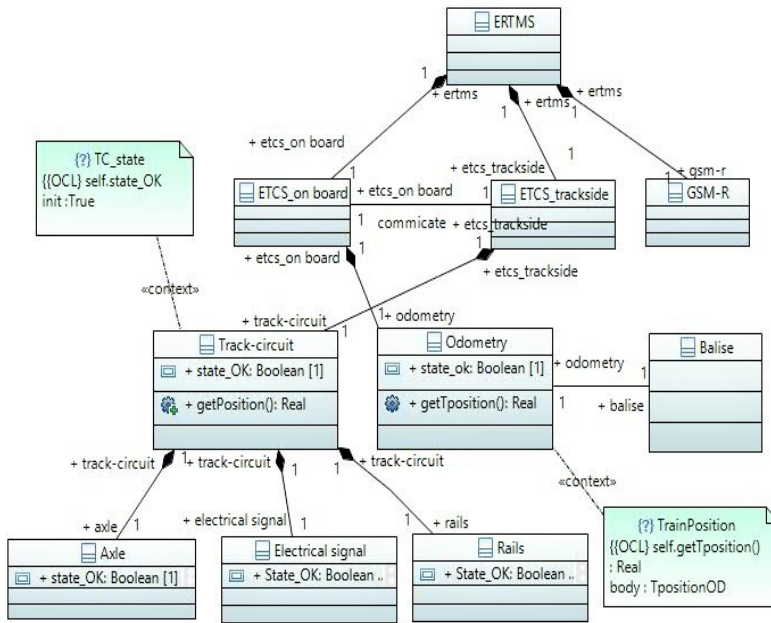 ERTMS
1
+ ertms
1
+ ertms
+ ertms
1
+ etcs_on board
1
1
+ etcs_trackside
+ gsm-r
1
{?} TC_state
{{OCL} self.state_OK
init :True
ETCS_on board
+ etcs_on board
1
ETCS_trackside
GSM-R
1
commicate
+ etcs_trackside
1
+ etcs_on board
1
+ etcs_trackside
«context»
+ track-circuit
1
1
+ odometry
Track-circuit
+ state_OK: Boolean [1]
+ getPosition(): Real
Odometry
+ state_ok: Boolean [1]
+ getTposition(): Real
+ odometry
1
1
+ balise
Balise
+ track-circuit
1
+ track-circuit
1
1
+ track-circuit
«context»
+ axle
1
+ electrical signal
1
1
+ rails
Axle
+ state_OK: Boolean [1]
Electrical signal
+ State_OK: Boolean ..
Rails
+ State_OK: Boolean ..
{?} TrainPosition
{{OCL} self.getTposition()
: Real
body : TpositionOD